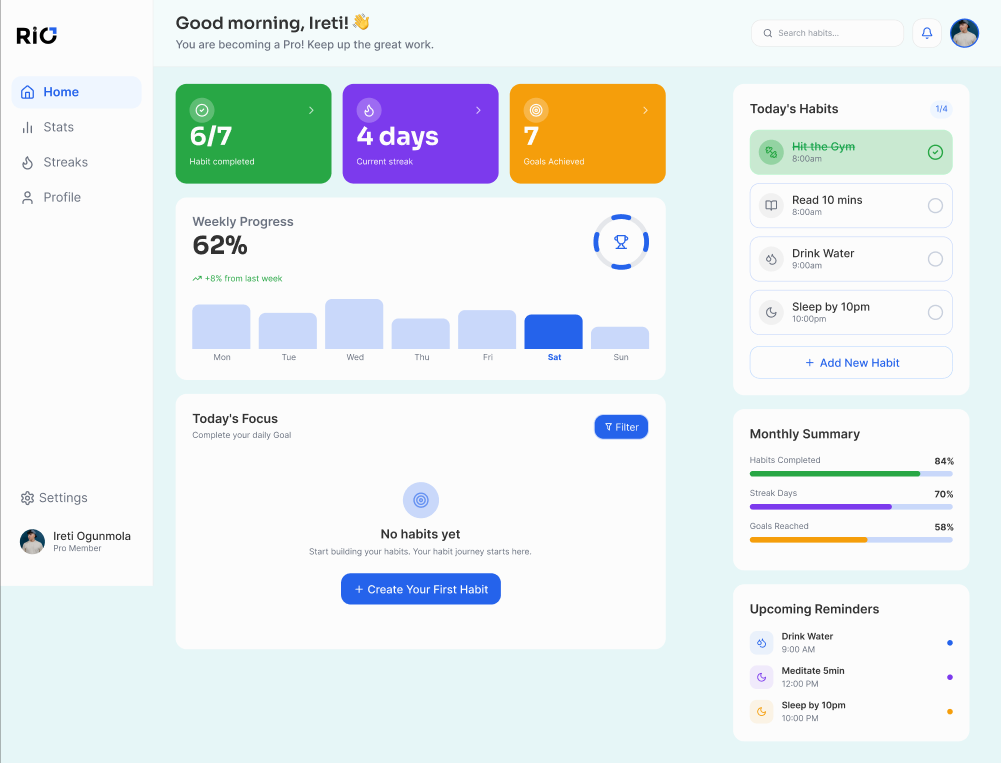 RiO
Home
Stats
Streaks
Profile
Settings
Ireti Ogunmola
Pro Member
Good morning, Ireti! 👋
You are becoming a Pro! Keep up the great work.
Search habits...
6/7
Habit completed
4 days
Current streak
7
Goals Achieved
Weekly Progress
62%
+8% from last week
Mon Tue Wed Thu Fri Sat Sun
Today's Focus
Complete your daily Goal
Filter
No habits yet
Start building your habits. Your habit journey starts here.
+ Create Your First Habit
Today's Habits 1/4
Hit the Gym
8:00am
Read 10 mins
8:00am
Drink Water
9:00am
Sleep by 10pm
10:00pm
+ Add New Habit
Monthly Summary
Habits Completed 84%
Streak Days 70%
Goals Reached 58%
Upcoming Reminders
Drink Water
9:00 AM
Meditate 5min
12:00 PM
Sleep by 10pm
10:00 PM